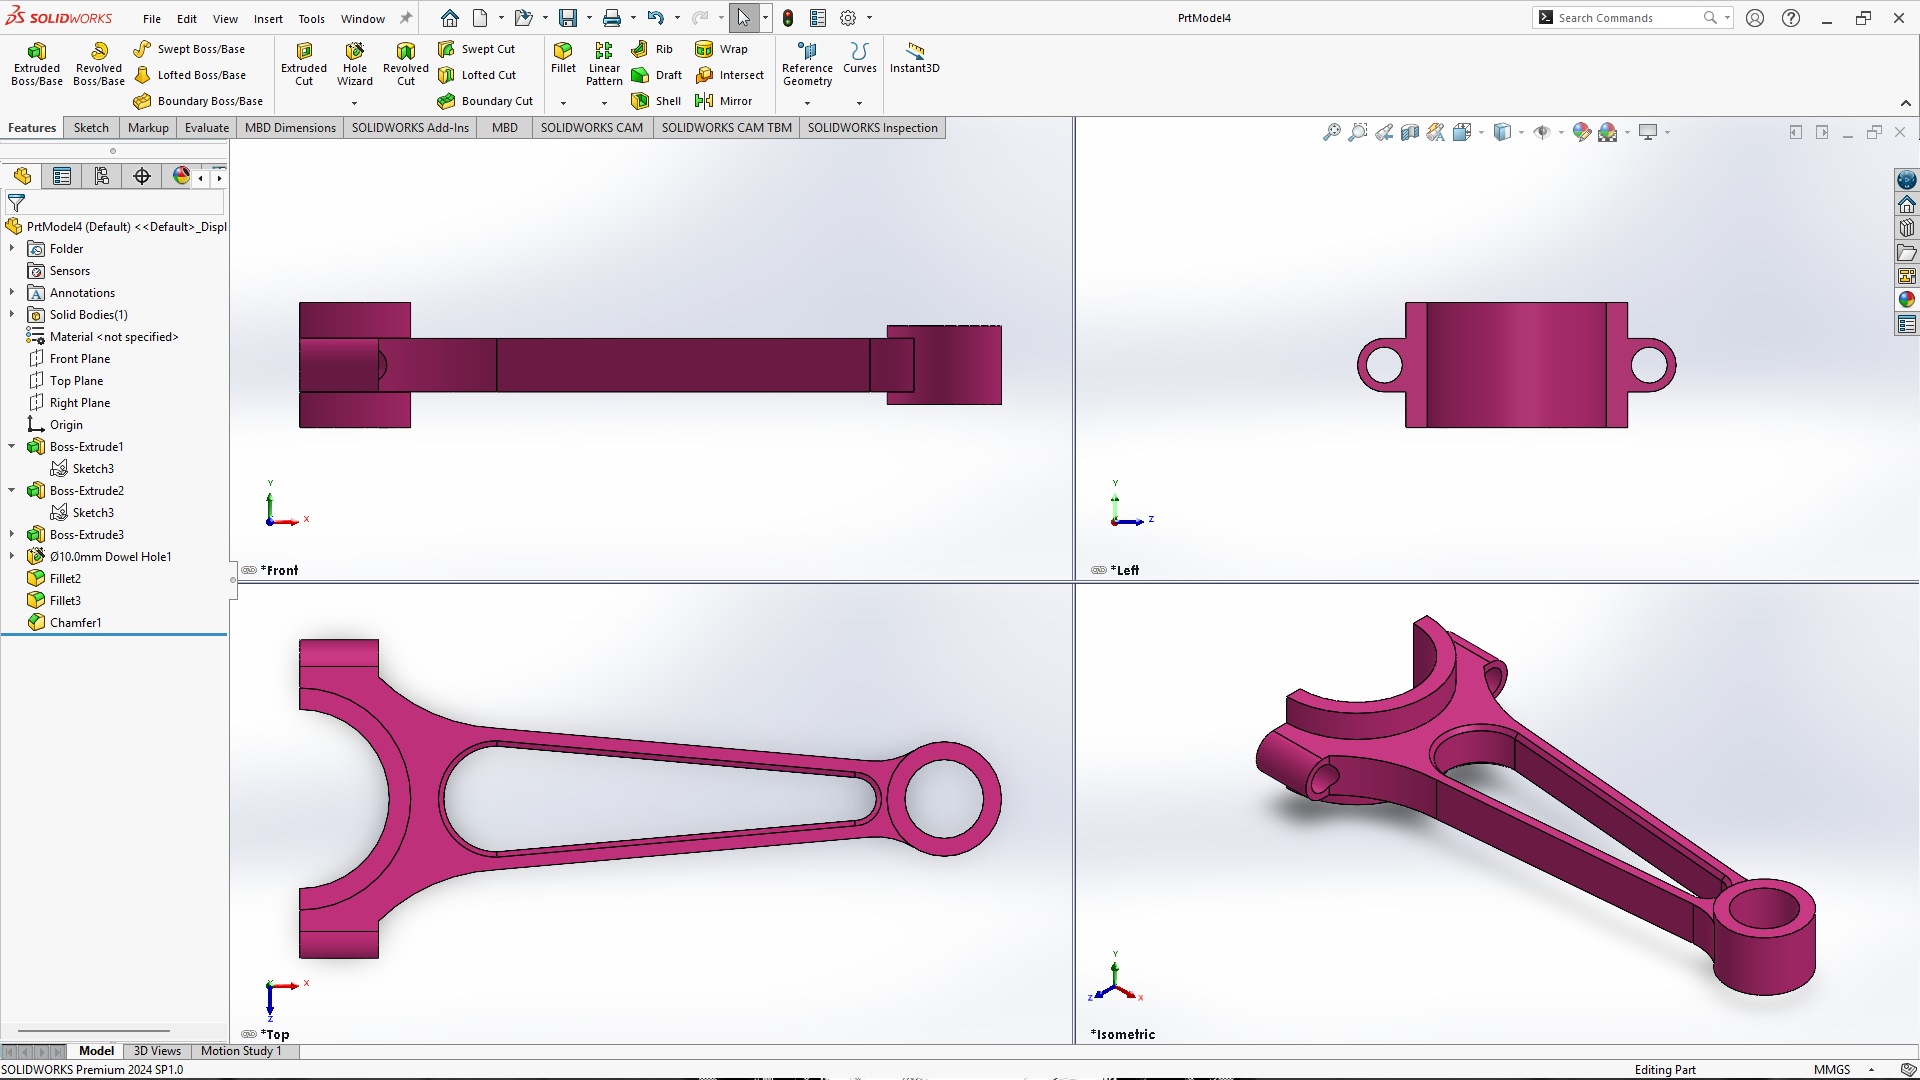 SOLIDWORKS File Edit View Insert Tools Window PrtModel4 Search Commands
Extruded Boss/Base
Revolved Boss/Base
Swept Boss/Base
Lofted Boss/Base
Boundary Boss/Base
Extruded Cut
Hole Wizard
Revolved Cut
Swept Cut
Lofted Cut
Boundary Cut
Fillet
Linear Pattern
Rib
Draft
Shell
Wrap
Intersect
Mirror
Reference Geometry
Curves
Instant3D
Features Sketch Markup Evaluate MBD Dimensions SOLIDWORKS Add-Ins MBD SOLIDWORKS CAM SOLIDWORKS CAM TBM SOLIDWORKS Inspection
PrtModel4 (Default) <<Default>_Displ
Folder
Sensors
Annotations
Solid Bodies(1)
Material <not specified>
Front Plane
Top Plane
Right Plane
Origin
Boss-Extrude1
Sketch3
Boss-Extrude2
Sketch3
Boss-Extrude3
Ø10.0mm Dowel Hole1
Fillet2
Fillet3
Chamfer1
Y
X
*Front
Y
Z
*Left
X
Z
*Top
Y
Z
X
*Isometric
Model 3D Views Motion Study 1
SOLIDWORKS Premium 2024 SP1.0 Editing Part MMGS